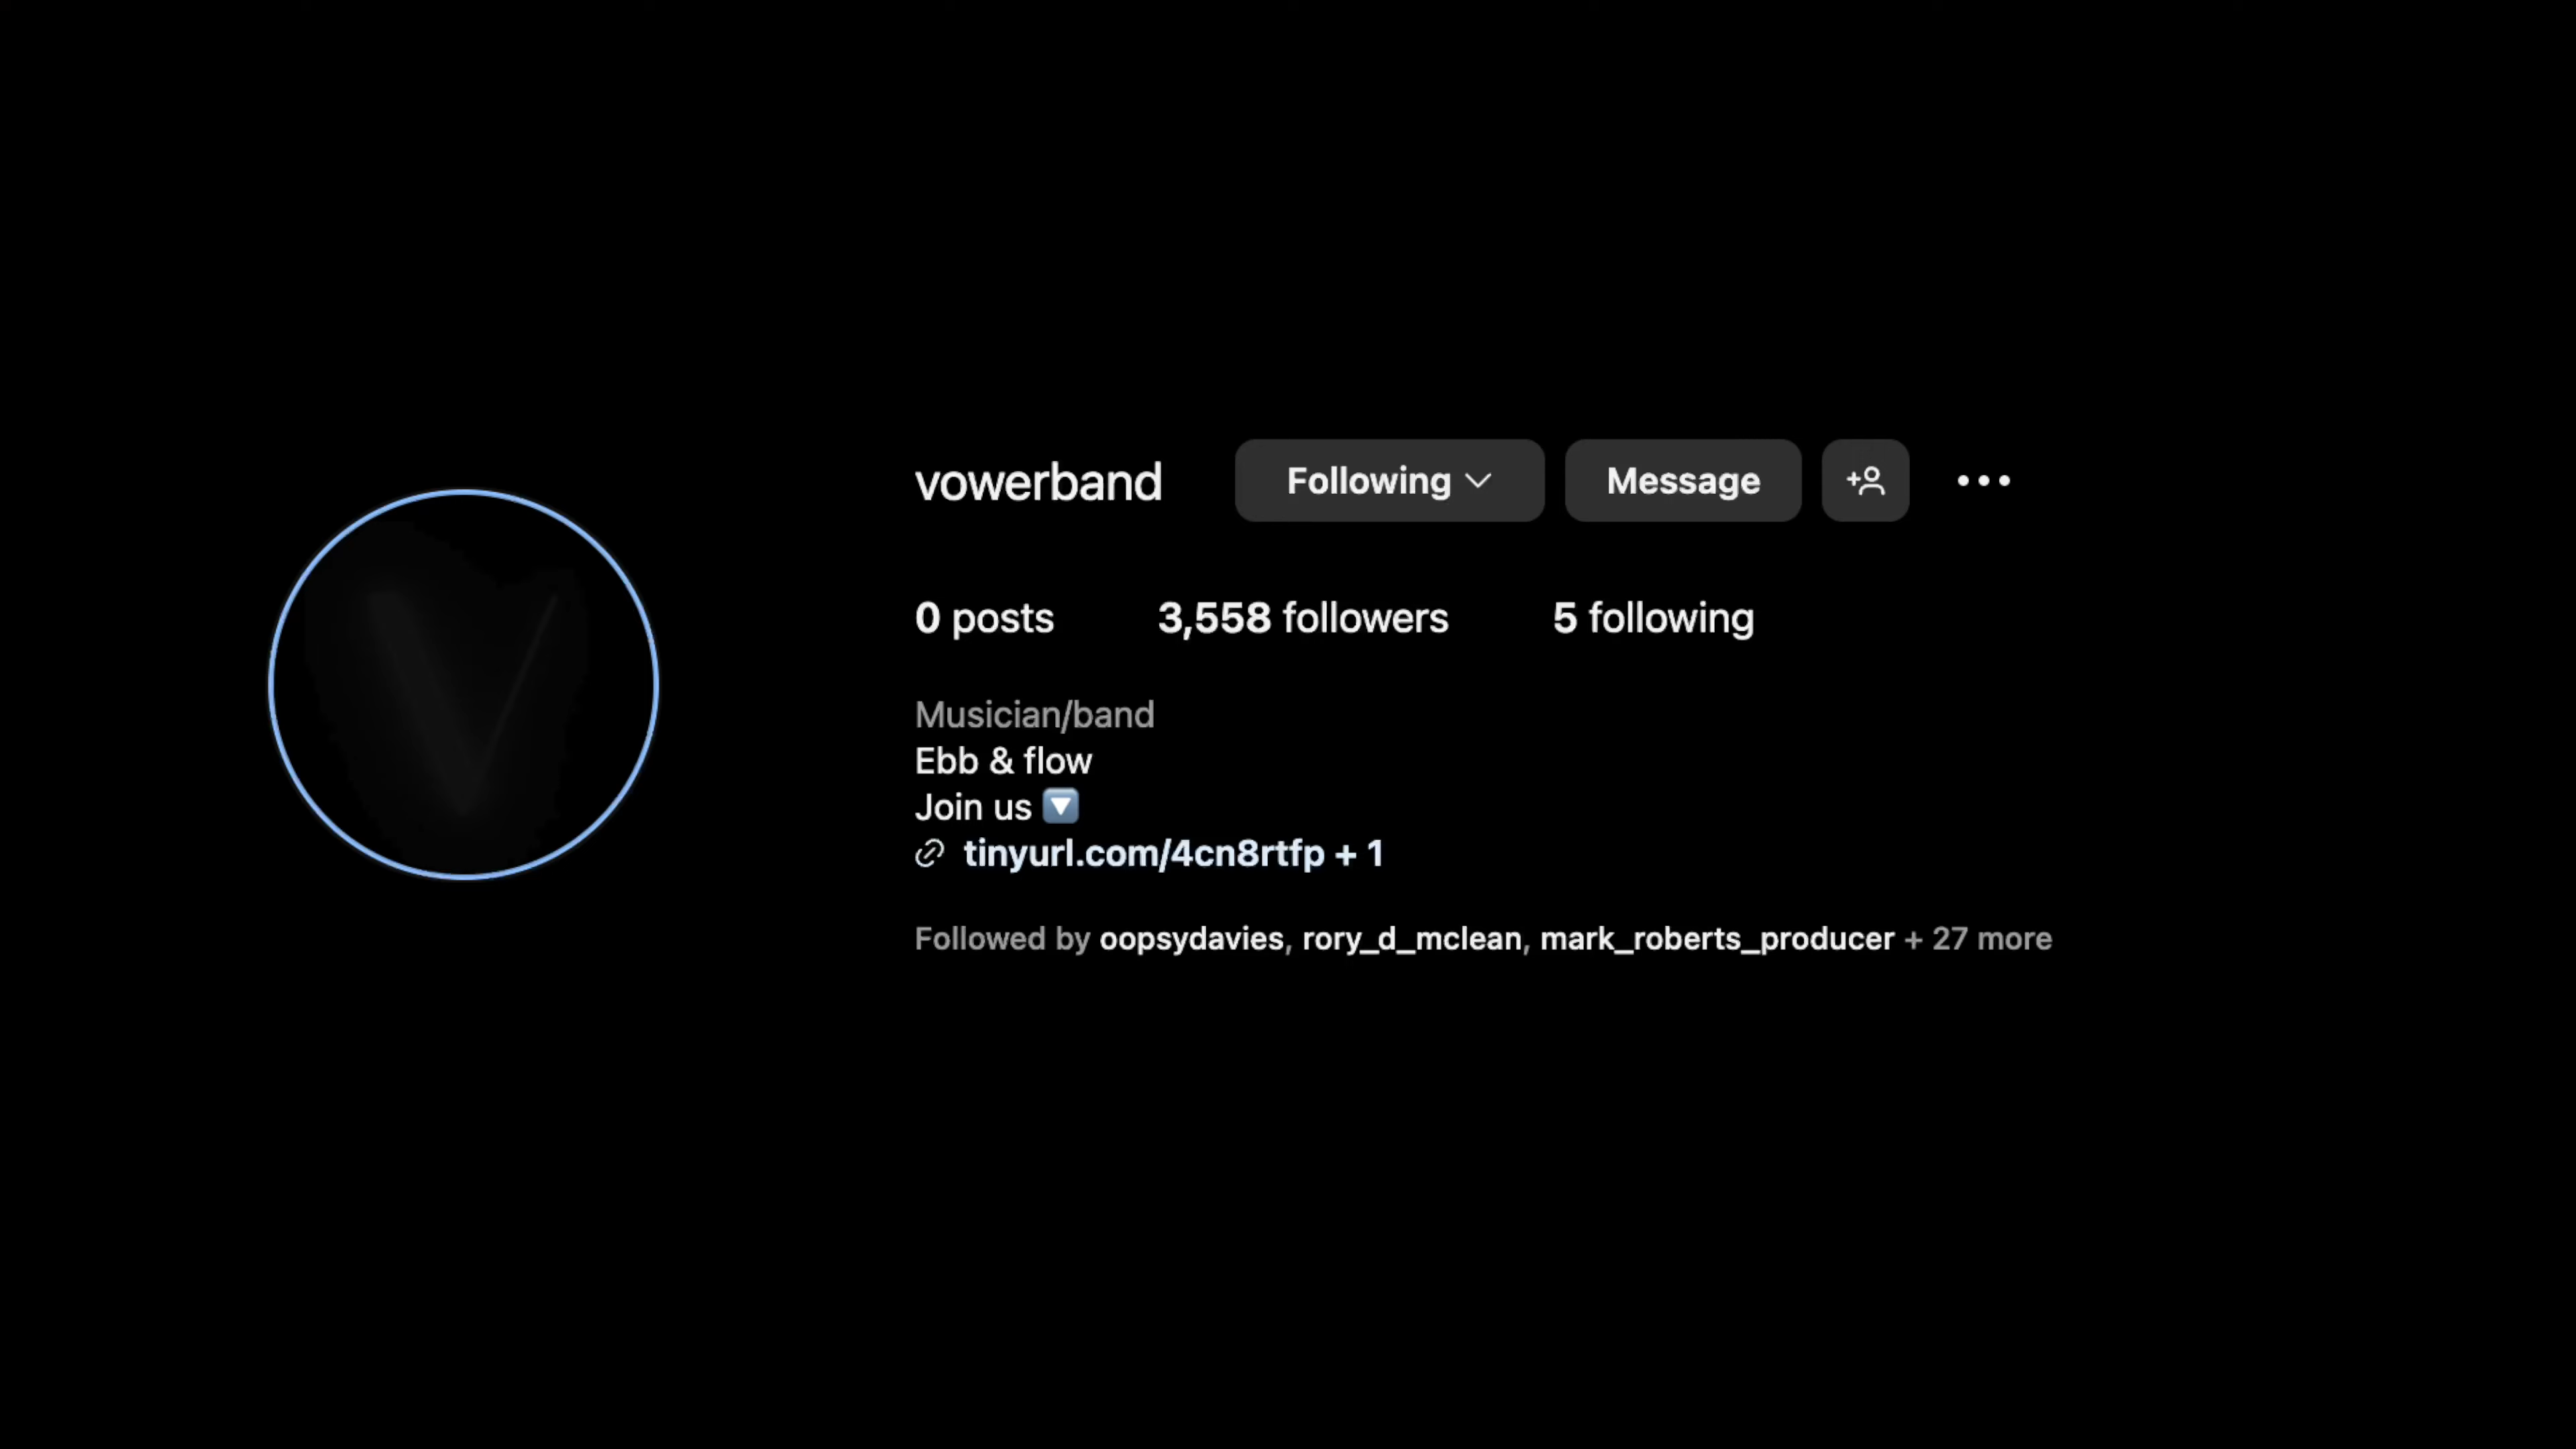 vowerband Following Message
0 posts 3,558 followers 5 following
Musician/band
Ebb & flow
Join us 🔽
tinyurl.com/4cn8rtfp + 1
Followed by oopsydavies, rory_d_mclean, mark_roberts_producer + 27 more
V